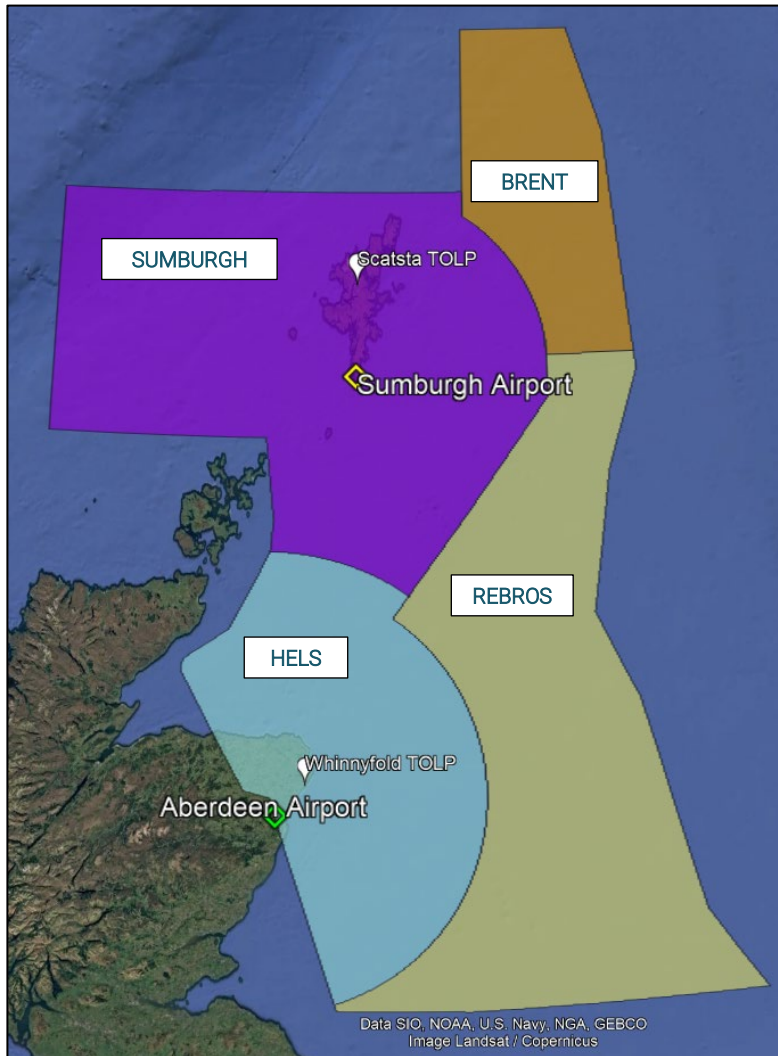 BRENT
SUMBURGH
Scatsta TOLP
Sumburgh Airport
REBROS
HELS
Whinnyfold TOLP
Aberdeen Airport
Data SIO, NOAA, U.S. Navy, NGA, GEBCO
Image Landsat / Copernicus